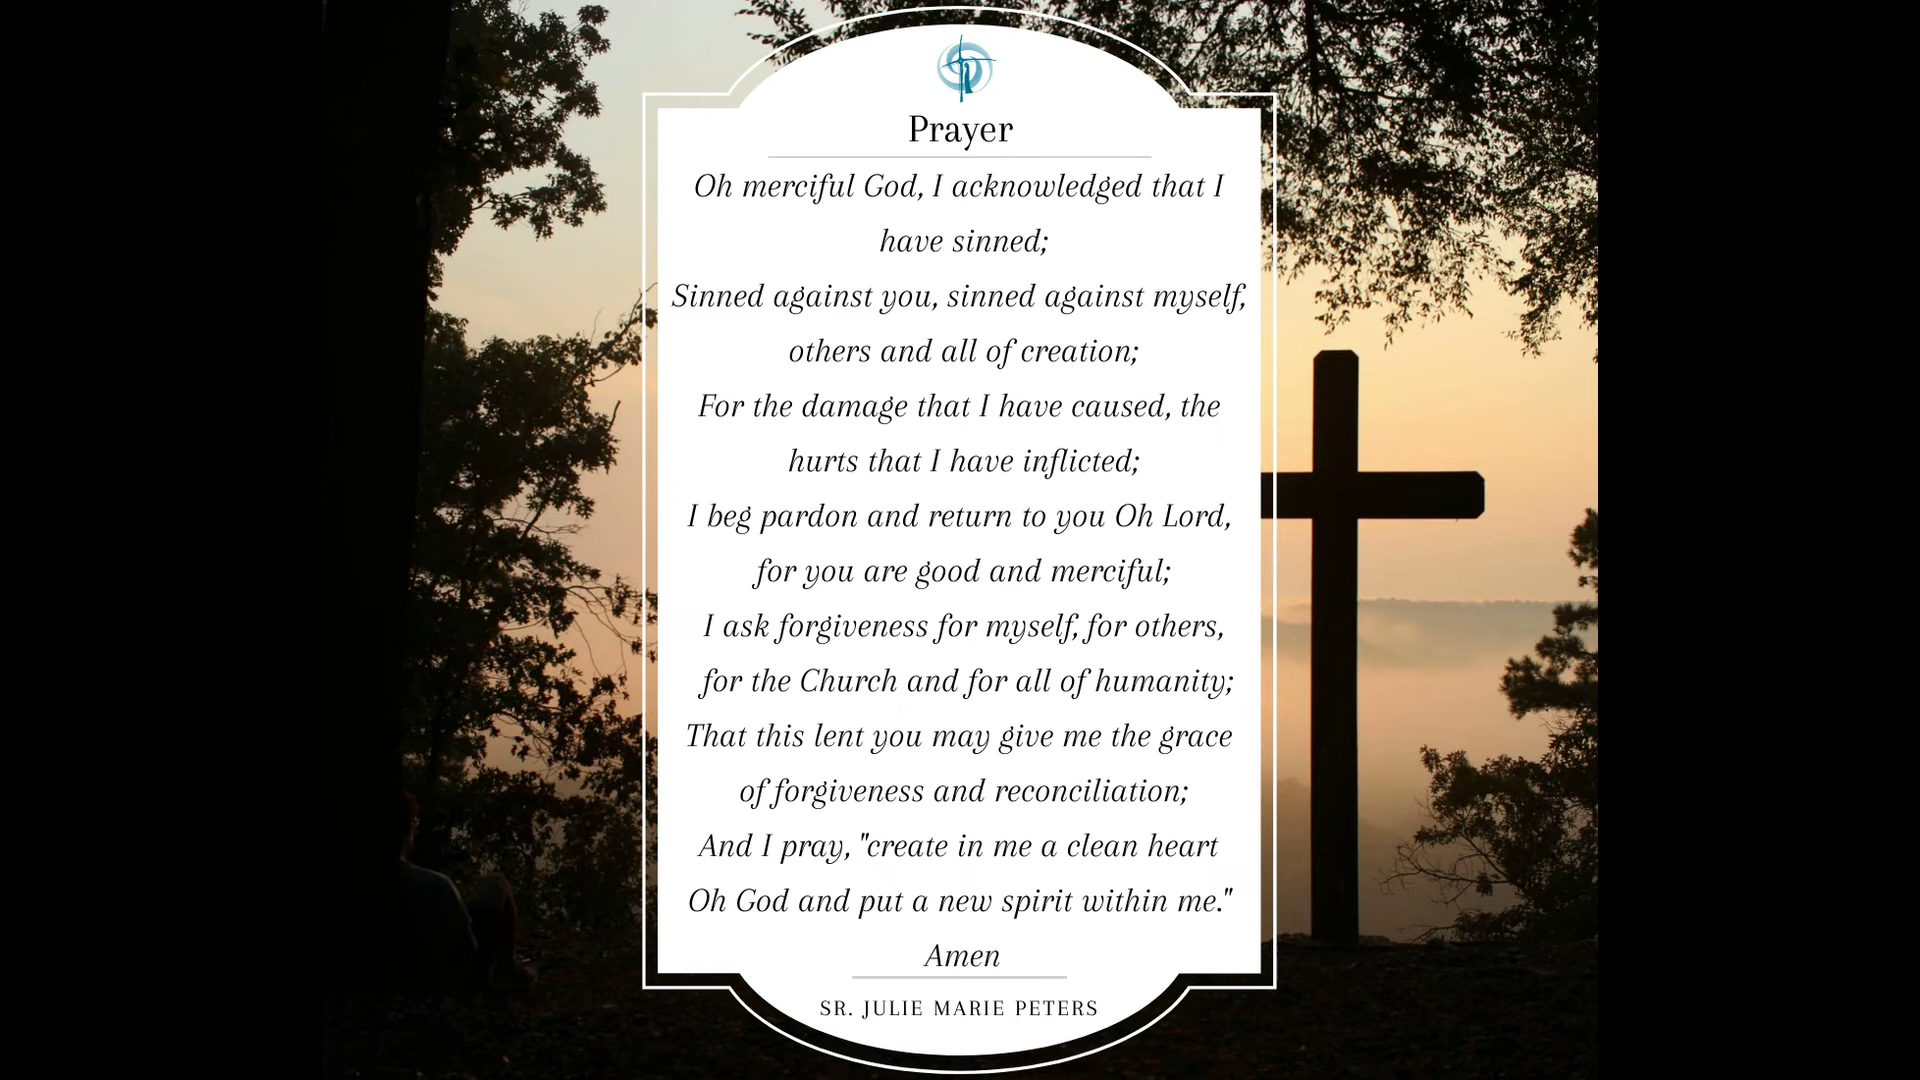 Prayer
Oh merciful God, I acknowledged that I
have sinned;
Sinned against you, sinned against myself,
others and all of creation;
For the damage that I have caused, the
hurts that I have inflicted;
I beg pardon and return to you Oh Lord,
for you are good and merciful;
I ask forgiveness for myself, for others,
for the Church and for all of humanity;
That this lent you may give me the grace
of forgiveness and reconciliation;
And I pray, "create in me a clean heart
Oh God and put a new spirit within me."
Amen
SR. JULIE MARIE PETERS